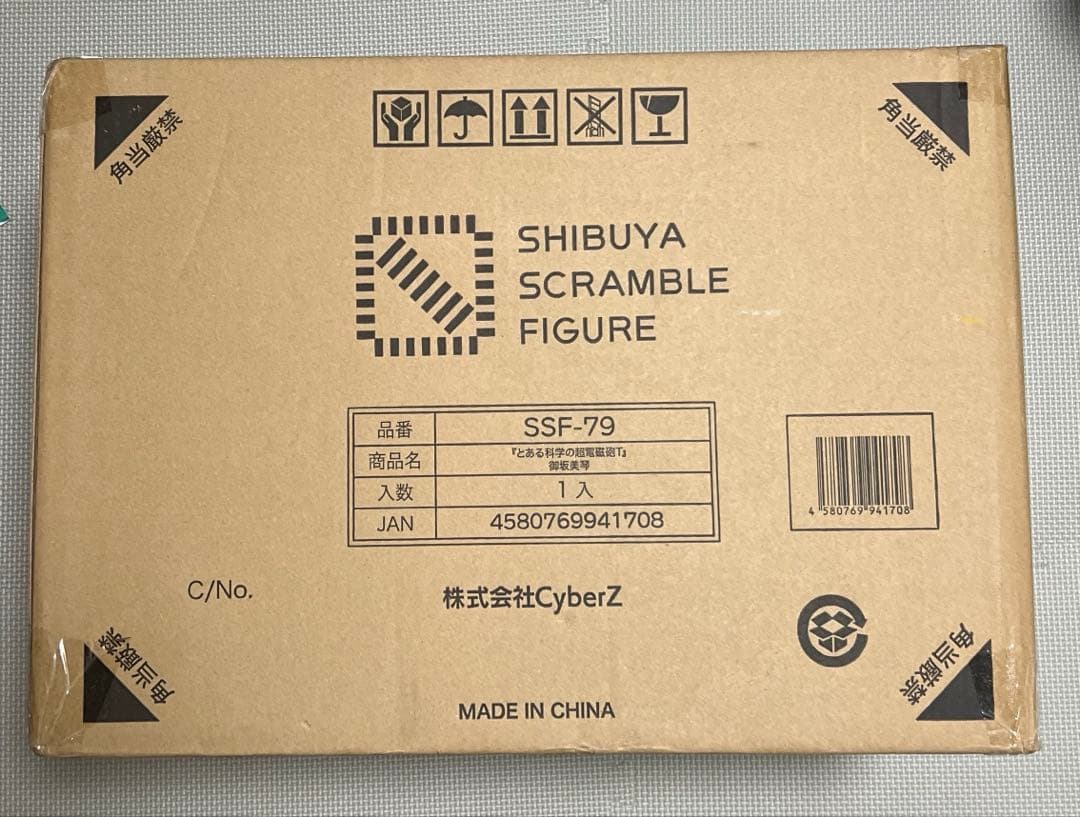 角当厳禁
角当厳禁
SHIBUYA
SCRAMBLE
FIGURE
品番 SSF-79
商品名 『とある科学の超電磁砲T』
御坂美琴
入数 1入
JAN 4580769941708
4 580769 941708
C/No.
株式会社CyberZ
角当厳禁
角当厳禁
MADE IN CHINA